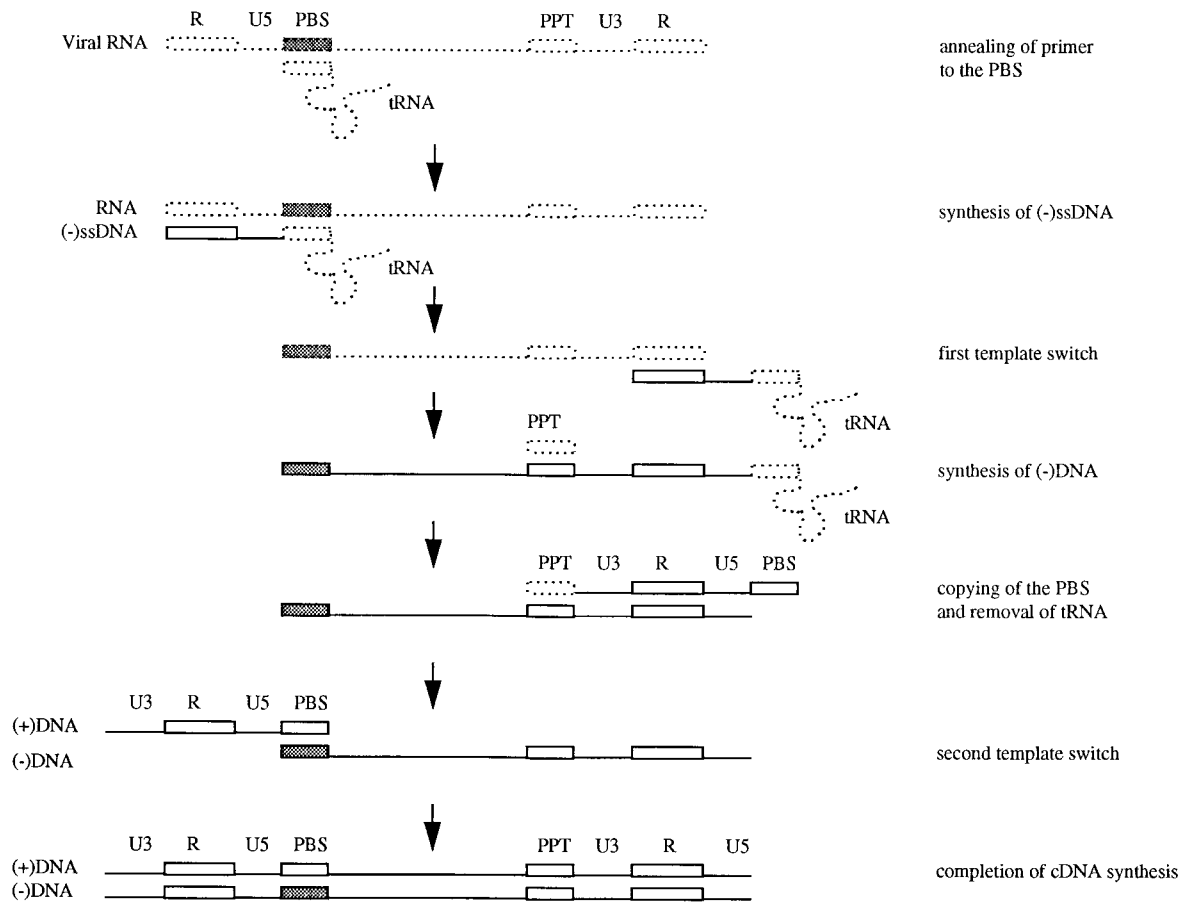 R U5 PBS PPT U3 R
Viral RNA
annealing of primer
to the PBS
tRNA
RNA
(-)ssDNA
synthesis of (-)ssDNA
tRNA
first template switch
tRNA
PPT
synthesis of (-)DNA
tRNA
PPT U3 R U5 PBS
copying of the PBS
and removal of tRNA
U3 R U5 PBS
(+)DNA
(-)DNA
second template switch
U3 R U5 PBS PPT U3 R U5
(+)DNA
(-)DNA
completion of cDNA synthesis